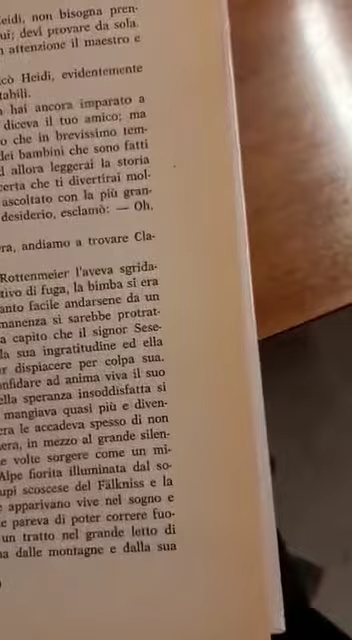 eidi, non bisogna pren-
ui; devi provare da sola.
n attenzione il maestro e
cò Heidi, evidentemente
tabili.
n hai ancora imparato a
diceva il tuo amico; ma
o che in brevissimo tem-
dei bambini che sono fatti
d allora leggerai la storia
certa che ti divertirai mol-
ascoltato con la più gran-
desiderio, esclamò: — Oh,
ra, andiamo a trovare Cla-
Rottenmeier l'aveva sgrida-
tivo di fuga, la bimba si era
anto facile andarsene da un
manenza si sarebbe protrat-
a capito che il signor Sese-
la sua ingratitudine ed ella
r dispiacere per colpa sua.
nfidare ad anima viva il suo
ella speranza insoddisfatta si
mangiava quasi più e diven-
era le accadeva spesso di non
nera, in mezzo al grande silen-
e volte sorgere come un mi-
Alpe fiorita illuminata dal so-
upi scoscese del Fälkniss e la
e apparivano vive nel sogno e
e pareva di poter correre fuo-
un tratto nel grande letto di
na dalle montagne e dalla sua